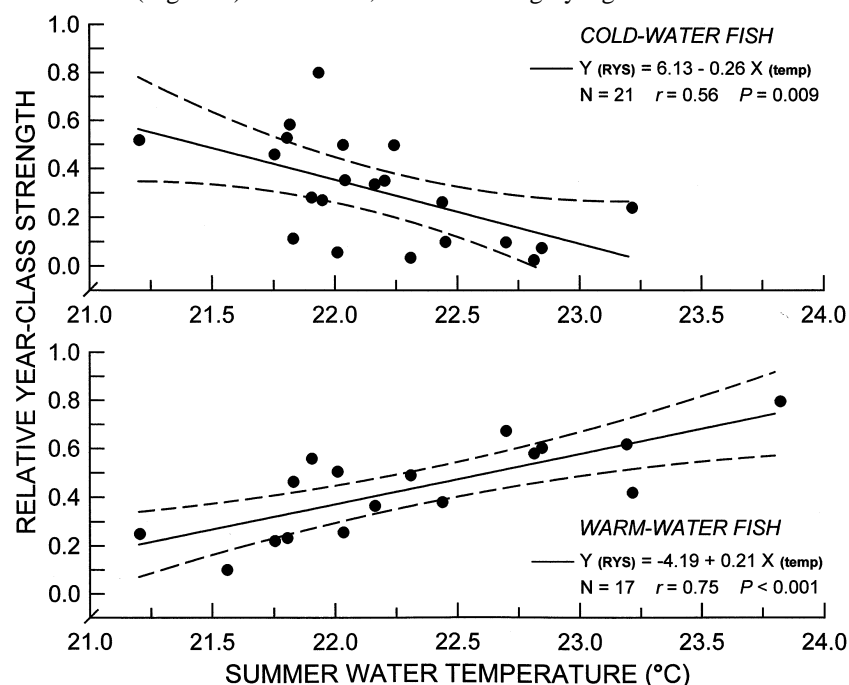 1.0
COLD-WATER FISH
Y (RYS) = 6.13 - 0.26 X (temp)
N = 21 r = 0.56 P = 0.009
0.8
0.6
0.4
0.2
0.0
21.0 21.5 22.0 22.5 23.0 23.5 24.0
RELATIVE YEAR-CLASS STRENGTH
1.0
0.8
0.6
0.4
0.2
0.0
WARM-WATER FISH
Y (RYS) = -4.19 + 0.21 X (temp)
N = 17 r = 0.75 P < 0.001
21.0 21.5 22.0 22.5 23.0 23.5 24.0
SUMMER WATER TEMPERATURE (°C)